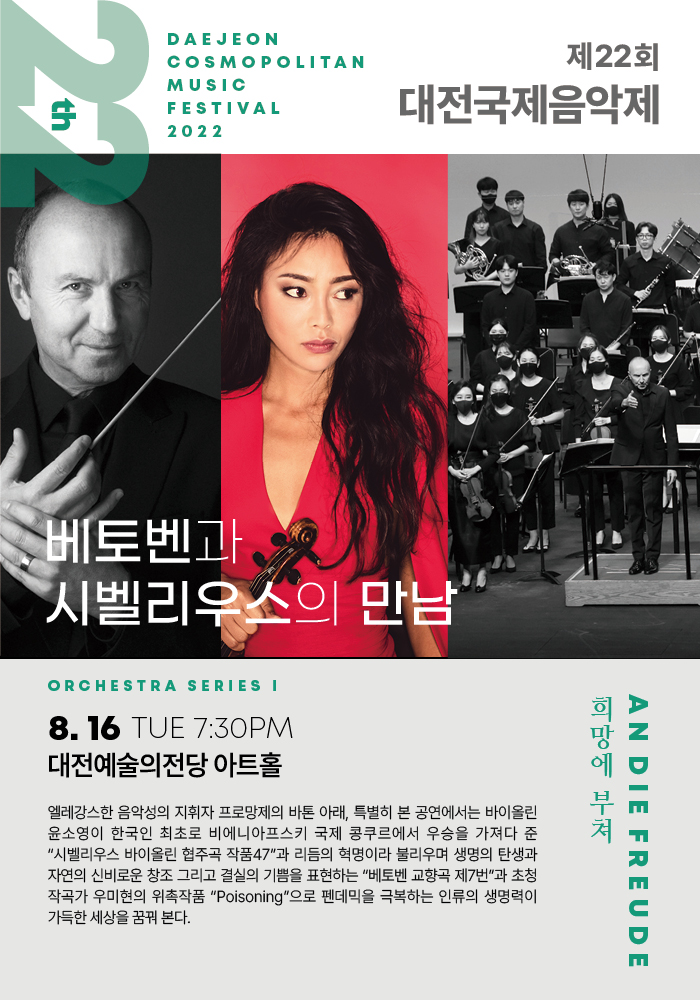 22
th
DAEJEON
COSMOPOLITAN
MUSIC
FESTIVAL
2022
제22회
대전국제음악제
베토벤과
시벨리우스의 만남
ORCHESTRA SERIES I
8. 16 TUE 7:30PM
대전예술의전당 아트홀
엘레강스한 음악성의 지휘자 프로망제의 바톤 아래, 특별히 본 공연에서는 바이올린
윤소영이 한국인 최초로 비에니아프스키 국제 콩쿠르에서 우승을 가져다 준
“시벨리우스 바이올린 협주곡 작품47”과 리듬의 혁명이라 불리우며 생명의 탄생과
자연의 신비로운 창조 그리고 결실의 기쁨을 표현하는 “베토벤 교향곡 제7번”과 초청
작곡가 우미현의 위촉작품 “Poisoning”으로 펜데믹을 극복하는 인류의 생명력이
가득한 세상을 꿈꿔 본다.
희망에 부쳐
AN DIE FREUDE